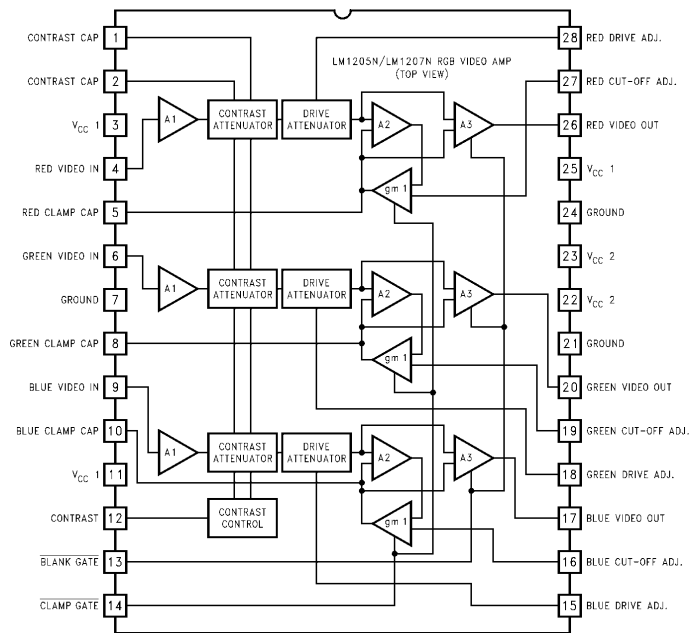 CONTRAST CAP 1
28 RED DRIVE ADJ.
LM1205N/LM1207N RGB VIDEO AMP
(TOP VIEW)
CONTRAST CAP 2
27 RED CUT-OFF ADJ.
VCC 1 3
A1
CONTRAST ATTENUATOR
DRIVE ATTENUATOR
A2
A3
26 RED VIDEO OUT
RED VIDEO IN 4
25 VCC 1
gm 1
RED CLAMP CAP 5
24 GROUND
GREEN VIDEO IN 6
23 VCC 2
A1
CONTRAST ATTENUATOR
DRIVE ATTENUATOR
A2
A3
GROUND 7
22 VCC 2
GREEN CLAMP CAP 8
21 GROUND
gm 1
BLUE VIDEO IN 9
20 GREEN VIDEO OUT
BLUE CLAMP CAP 10
19 GREEN CUT-OFF ADJ.
A1
CONTRAST ATTENUATOR
DRIVE ATTENUATOR
A2
A3
VCC 1 11
18 GREEN DRIVE ADJ.
CONTRAST 12
CONTRAST CONTROL
gm 1
17 BLUE VIDEO OUT
BLANK GATE 13
16 BLUE CUT-OFF ADJ.
CLAMP GATE 14
15 BLUE DRIVE ADJ.